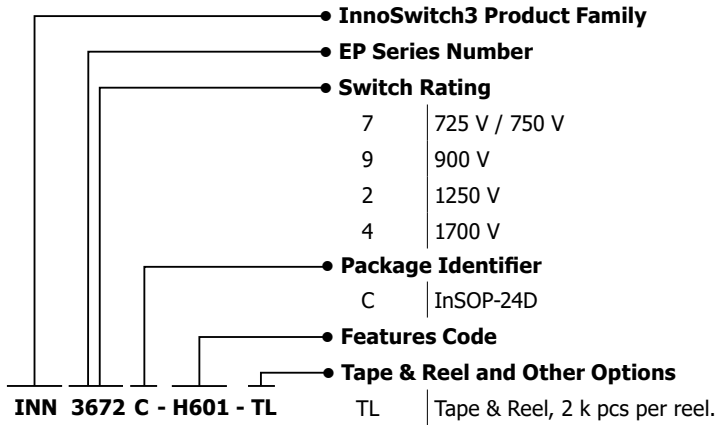 InnoSwitch3 Product Family
EP Series Number
Switch Rating
7 725 V / 750 V
9 900 V
2 1250 V
4 1700 V
Package Identifier
C InSOP-24D
Features Code
Tape & Reel and Other Options
INN 3672 C - H601 - TL
TL Tape & Reel, 2 k pcs per reel.